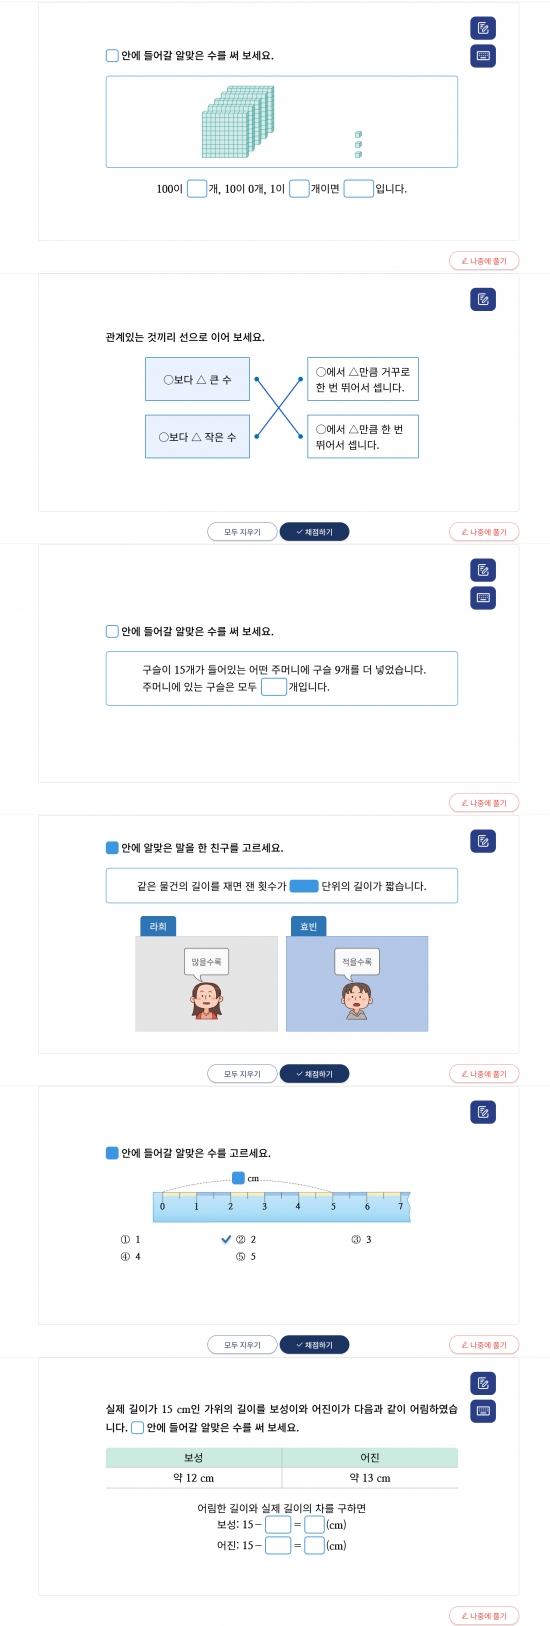 안에 들어갈 알맞은 수를 써 보세요.
100이 개, 10이 0개, 1이 개이면 입니다.
나중에 풀기
관계있는 것끼리 선으로 이어 보세요.
○보다 △ 큰 수
○에서 △만큼 거꾸로
한 번 뛰어서 셉니다.
○보다 △ 작은 수
○에서 △만큼 한 번
뛰어서 셉니다.
모두 지우기 채점하기 나중에 풀기
안에 들어갈 알맞은 수를 써 보세요.
구슬이 15개가 들어있는 어떤 주머니에 구슬 9개를 더 넣었습니다.
주머니에 있는 구슬은 모두 개입니다.
나중에 풀기
안에 알맞은 말을 한 친구를 고르세요.
같은 물건의 길이를 재면 잰 횟수가 단위의 길이가 짧습니다.
라희 효빈
많을수록 적을수록
모두 지우기 채점하기 나중에 풀기
안에 들어갈 알맞은 수를 고르세요.
cm
0 1 2 3 4 5 6 7
① 1 ② 2 ③ 3
④ 4 ⑤ 5
모두 지우기 채점하기 나중에 풀기
실제 길이가 15 cm인 가위의 길이를 보성이와 어진이가 다음과 같이 어림하였습
니다. 안에 들어갈 알맞은 수를 써 보세요.
보성 어진
약 12 cm 약 13 cm
어림한 길이와 실제 길이의 차를 구하면
보성: 15− = (cm)
어진: 15− = (cm)
나중에 풀기